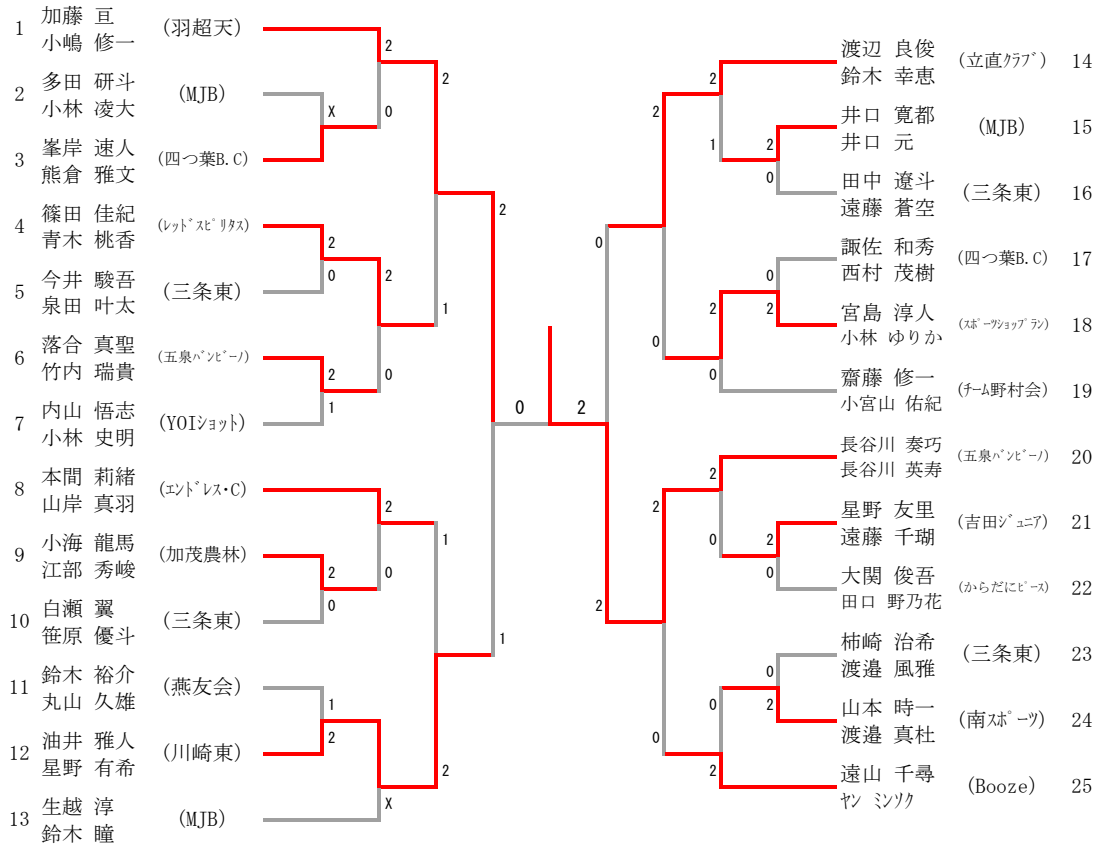 1 加藤 亘 (羽超天)
小嶋 修一
2 多田 研斗 (MJB)
小林 凌大
3 峯岸 速人 (四つ葉B.C)
熊倉 雅文
4 篠田 佳紀 (レッドスピリタス)
青木 桃香
5 今井 駿吾 (三条東)
泉田 叶太
6 落合 真聖 (五泉バンビーノ)
竹内 瑞貴
7 内山 悟志 (YOIショット)
小林 史明
8 本間 莉緒 (エンドレス・C)
山岸 真羽
9 小海 龍馬 (加茂農林)
江部 秀峻
10 白瀬 翼 (三条東)
笹原 優斗
11 鈴木 裕介 (燕友会)
丸山 久雄
12 油井 雅人 (川崎東)
星野 有希
13 生越 淳 (MJB)
鈴木 瞳
2
X
0
2
2
0
2
2
1
0
2
1
2
2
0
2
0
1
1
2
1
2
X
0
2
渡辺 良俊 (立直クラブ) 14
鈴木 幸恵
井口 寛都 (MJB) 15
井口 元
田中 遼斗 (三条東) 16
遠藤 蒼空
諏佐 和秀 (四つ葉B.C) 17
西村 茂樹
宮島 淳人 (スポーツショップラン) 18
小林 ゆりか
齋藤 修一 (チーム野村会) 19
小宮山 佑紀
長谷川 奏巧 (五泉バンビーノ) 20
長谷川 英寿
星野 友里 (吉田ジュニア) 21
遠藤 千瑚
大関 俊吾 (からだにピース) 22
田口 野乃花
柿崎 治希 (三条東) 23
渡邉 風雅
山本 時一 (南スポーツ) 24
渡邉 真杜
遠山 千尋 (Booze) 25
ヤン ミンソク
2
2
1
2
0
0
0
2
2
0
0
2
2
0
2
0
2
0
0
2
0
2